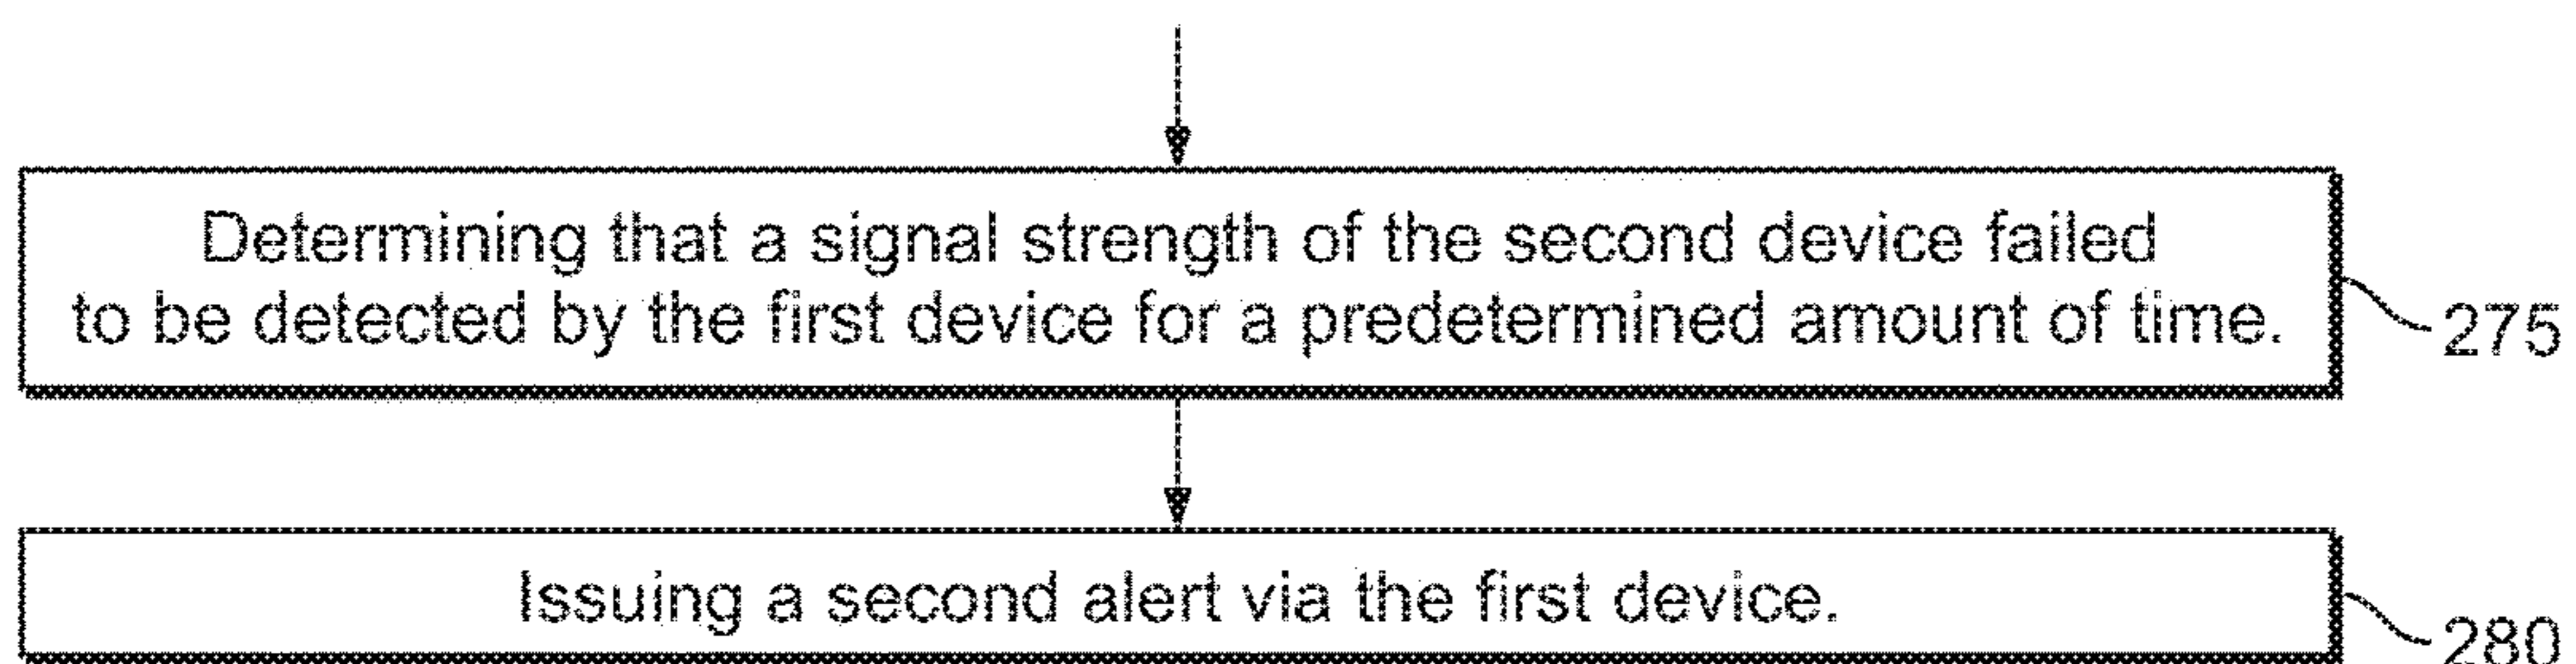 Determining that a signal strength of the second device failed
to be detected by the first device for a predetermined amount of time.
275
Issuing a second alert via the first device.
280